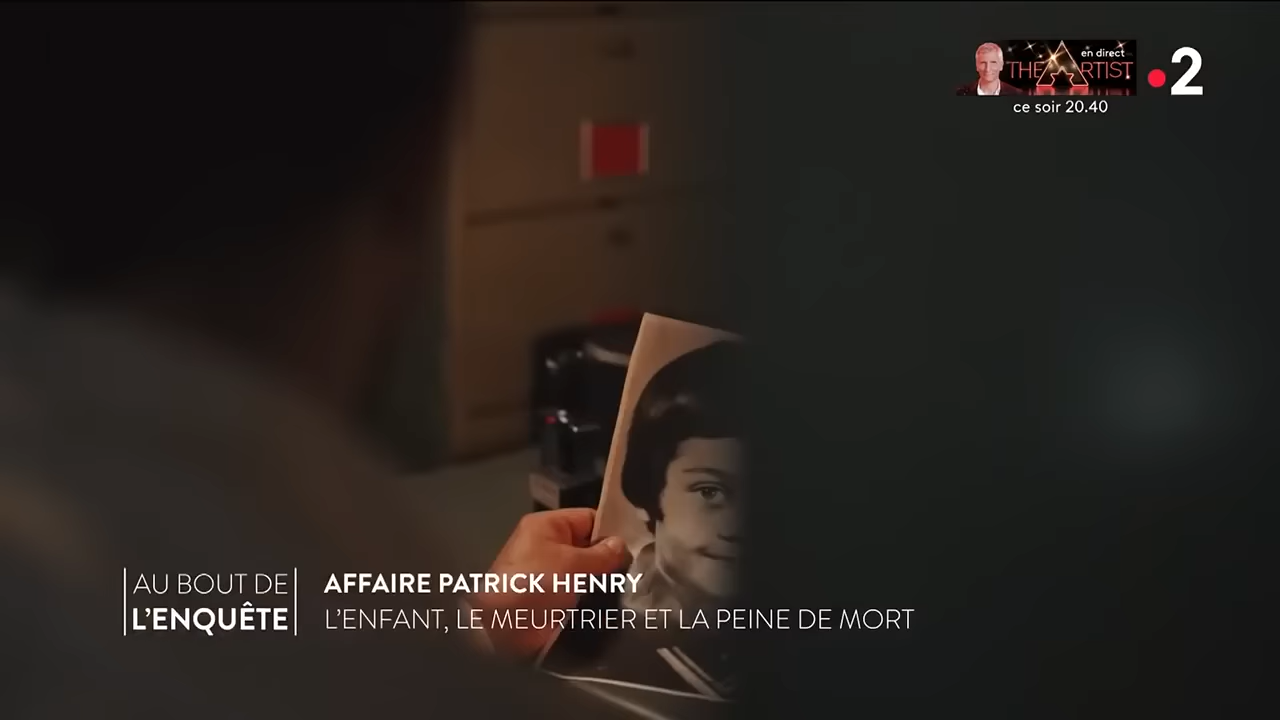 en direct
THE ARTIST
2
ce soir 20.40
AU BOUT DE
L'ENQUÊTE
AFFAIRE PATRICK HENRY
L'ENFANT, LE MEURTRIER ET LA PEINE DE MORT